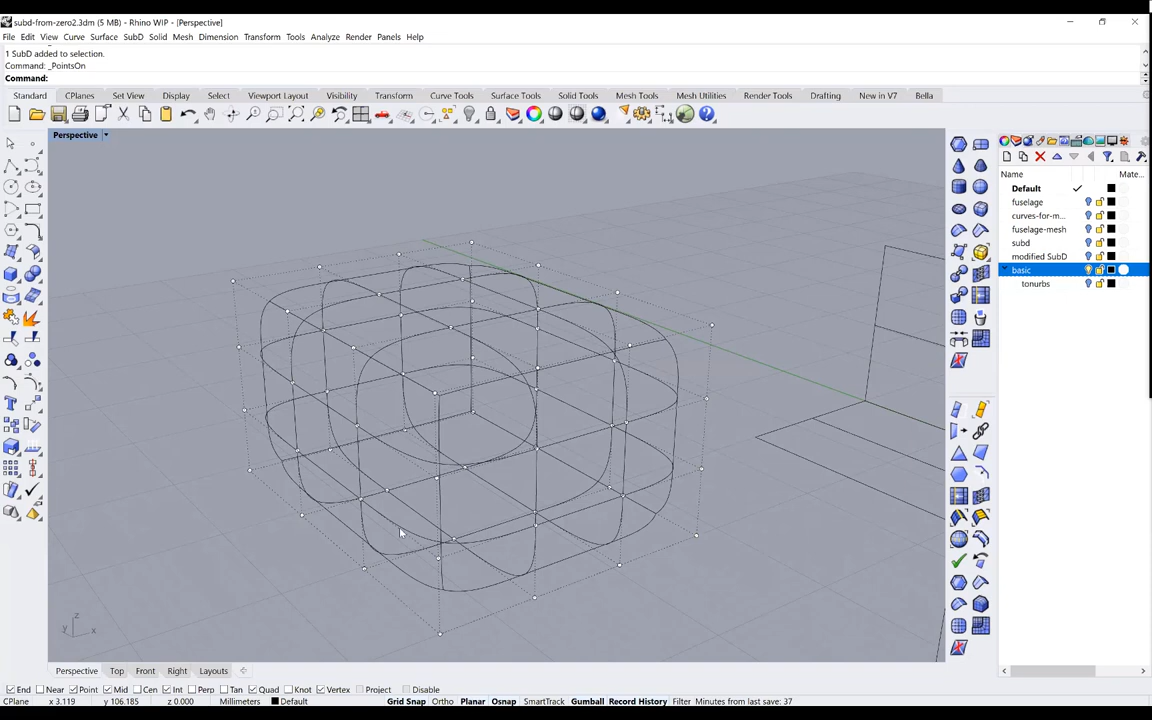 subd-from-zero2.3dm (5 MB) - Rhino WIP - [Perspective]
File Edit View Curve Surface SubD Solid Mesh Dimension Transform Tools Analyze Render Panels Help
1 SubD added to selection.
Command: _PointsOn
Command:
Standard CPlanes Set View Display Select Viewport Layout Visibility Transform Curve Tools Surface Tools Solid Tools Mesh Tools Mesh Utilities Render Tools Drafting New in V7 Bella
Perspective
Name Mate...
Default
fuselage
curves-for-m...
fuselage-mesh
subd
modified SubD
basic
tonurbs
z
y x
Perspective Top Front Right Layouts
End Near Point Mid Cen Int Perp Tan Quad Knot Vertex Project Disable
CPlane x 3.119 y 106.185 z 0.000 Millimeters Default Grid Snap Ortho Planar Osnap SmartTrack Gumball Record History Filter Minutes from last save: 37